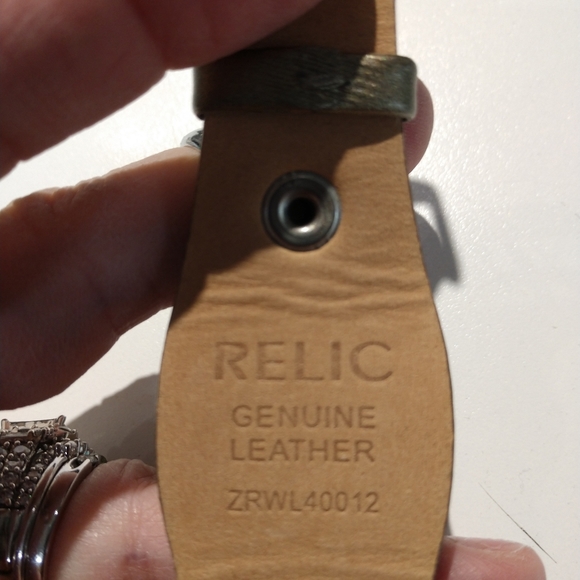 RELIC
GENUINE
LEATHER
ZRWL40012